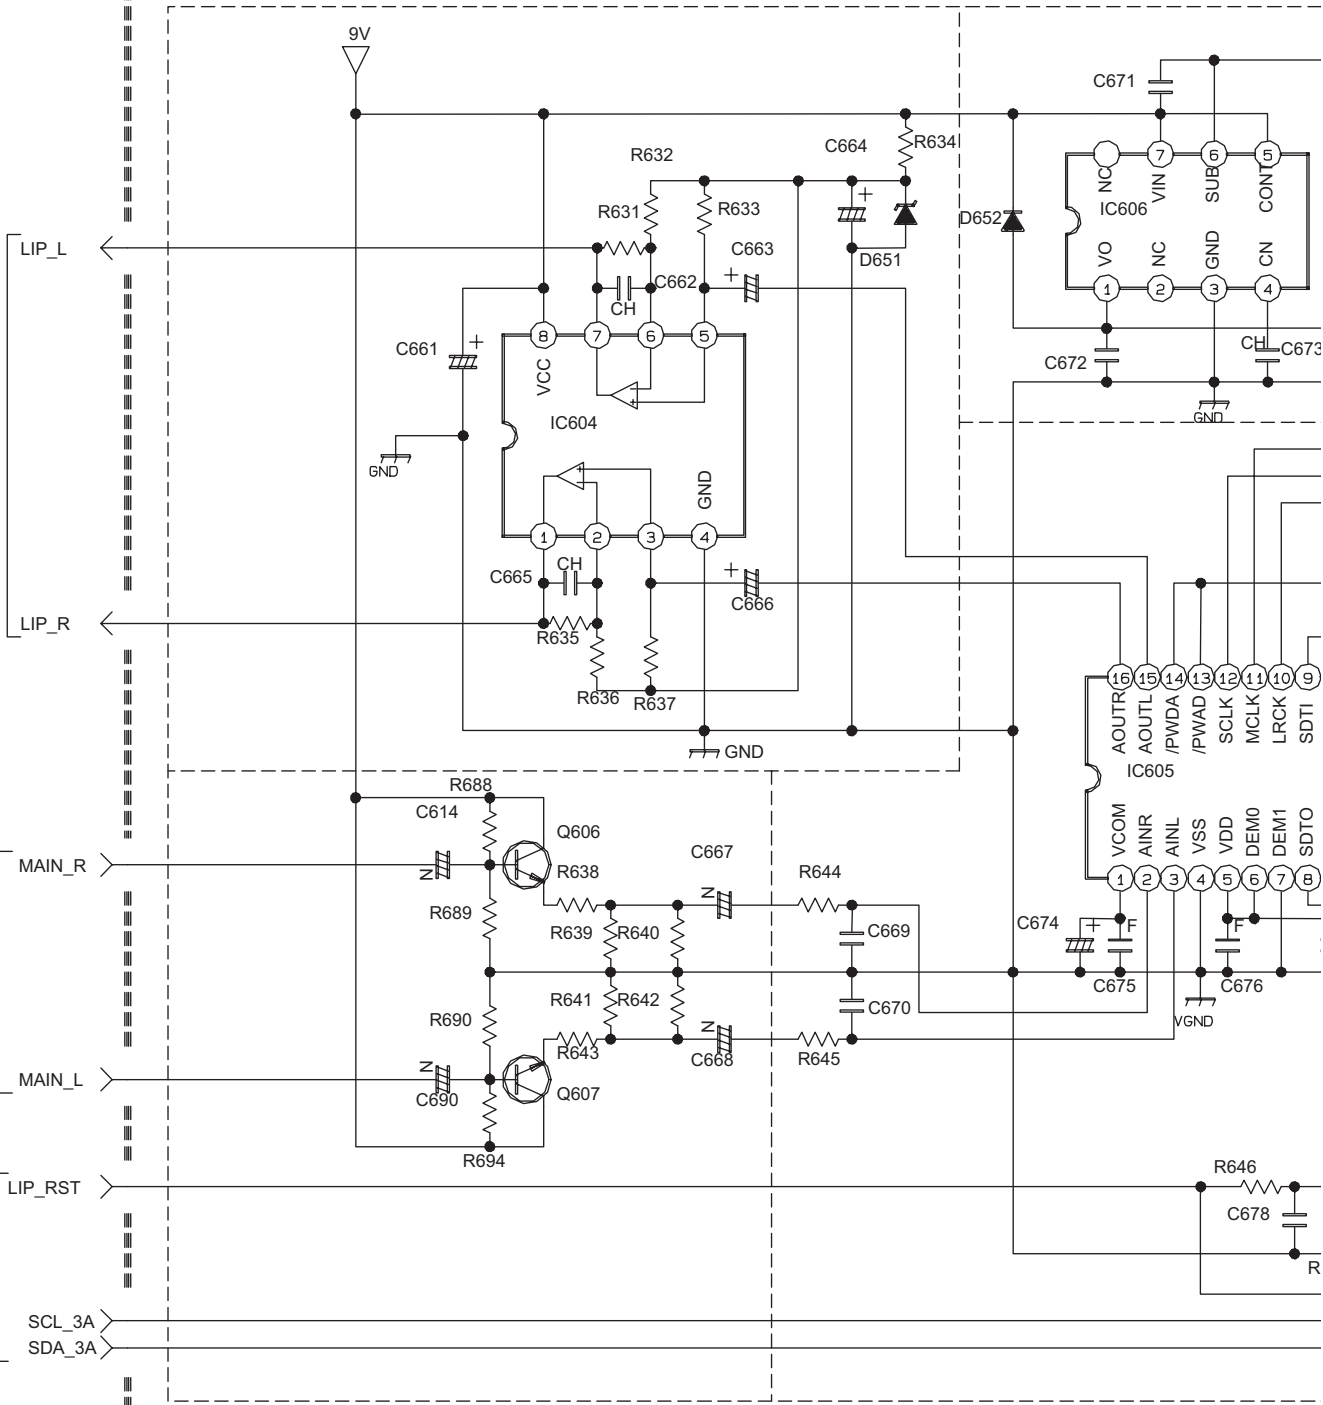 9V
C671
R632
C664
R634
NC
7
6
5
VIN
SUB
CONT
R631
R633
IC606
D652
LIP_L
C663
D651
VO
NC
GND
CN
C662
+
+
CH
1
2
3
4
8
7
6
5
C661
+
C672
CH
C673
VCC
IC604
GND
GND
GND
1
2
3
4
C665
CH
+
C666
LIP_R
R635
R636
R637
16
15
14
13
12
11
10
9
AOUTR
AOUTL
/PWDA
/PWAD
SCLK
MCLK
LRCK
SDTI
GND
IC605
R688
C614
Q606
VCOM
AINR
AINL
VSS
VDD
DEM0
DEM1
SDTO
C667
MAIN_R
N
R638
R644
1
2
3
4
5
6
7
8
N
R689
R639
R640
C669
C674
+
F
F
C675
C676
R641
R642
C670
R690
N
VGND
R643
C668
R645
N
MAIN_L
C690
Q607
R694
LIP_RST
R646
C678
R
SCL_3A
SDA_3A